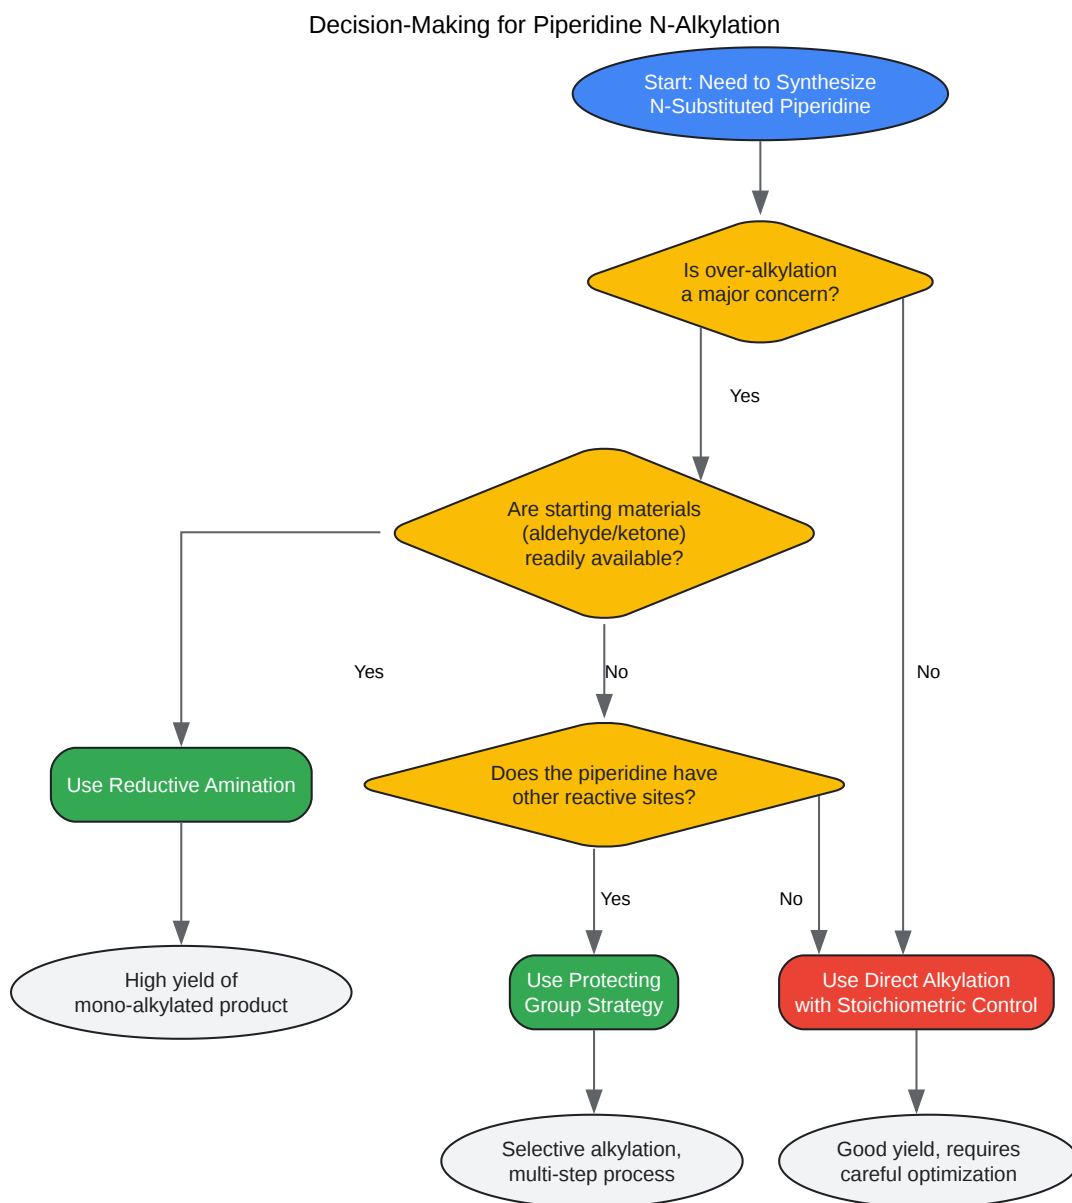 Decision-Making for Piperidine N-Alkylation
Start: Need to Synthesize
N-Substituted Piperidine
Is over-alkylation
a major concern?
Yes
Are starting materials
(aldehyde/ketone)
readily available?
Yes
No
No
Use Reductive Amination
Does the piperidine have
other reactive sites?
Yes
No
High yield of
mono-alkylated product
Use Protecting
Group Strategy
Use Direct Alkylation
with Stoichiometric Control
Selective alkylation,
multi-step process
Good yield, requires
careful optimization